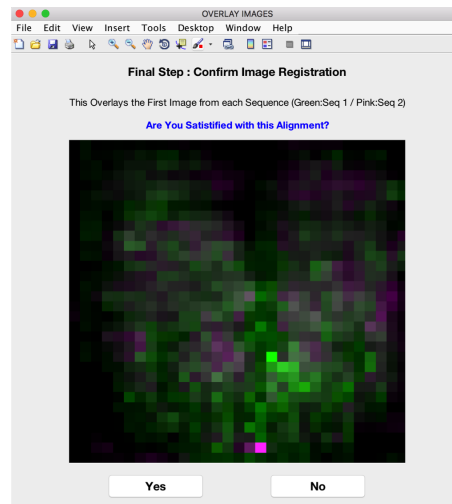 OVERLAY IMAGES
File Edit View Insert Tools Desktop Window Help
Final Step : Confirm Image Registration
This Overlays the First Image from each Sequence (Green:Seq 1 / Pink:Seq 2)
Are You Satistified with this Alignment?
Yes No